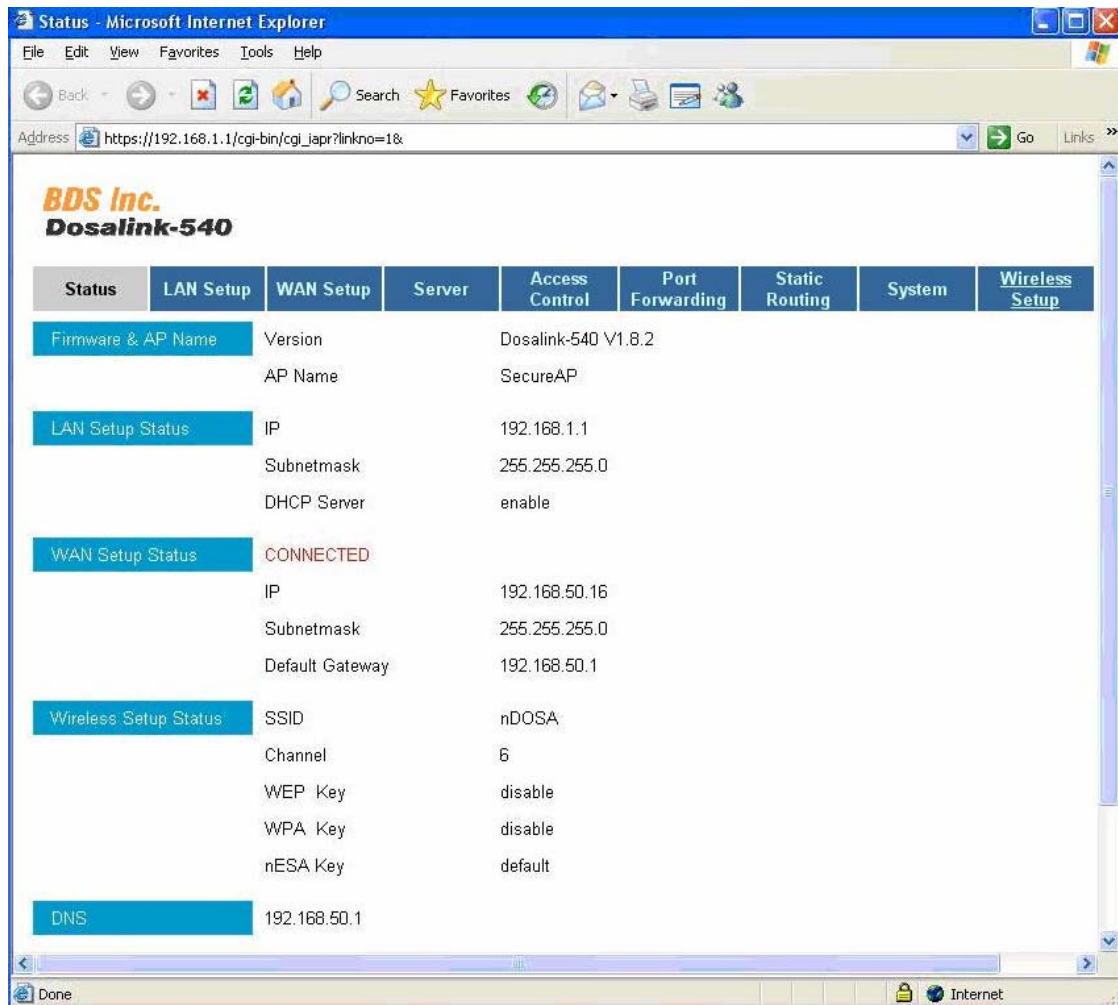 Status - Microsoft Internet Explorer
File Edit View Favorites Tools Help
Back Search Favorites
Address https://192.168.1.1/cgi-bin/cgi_iapr?linkno=1& Go Links »
BDS Inc.
Dosalink-540
Status LAN Setup WAN Setup Server Access Control Port Forwarding Static Routing System Wireless Setup
Firmware & AP Name Version Dosalink-540 V1.8.2
AP Name SecureAP
LAN Setup Status IP 192.168.1.1
Subnetmask 255.255.255.0
DHCP Server enable
WAN Setup Status CONNECTED
IP 192.168.50.16
Subnetmask 255.255.255.0
Default Gateway 192.168.50.1
Wireless Setup Status SSID nDOSA
Channel 6
WEP Key disable
WPA Key disable
nESA Key default
DNS 192.168.50.1
Done Internet